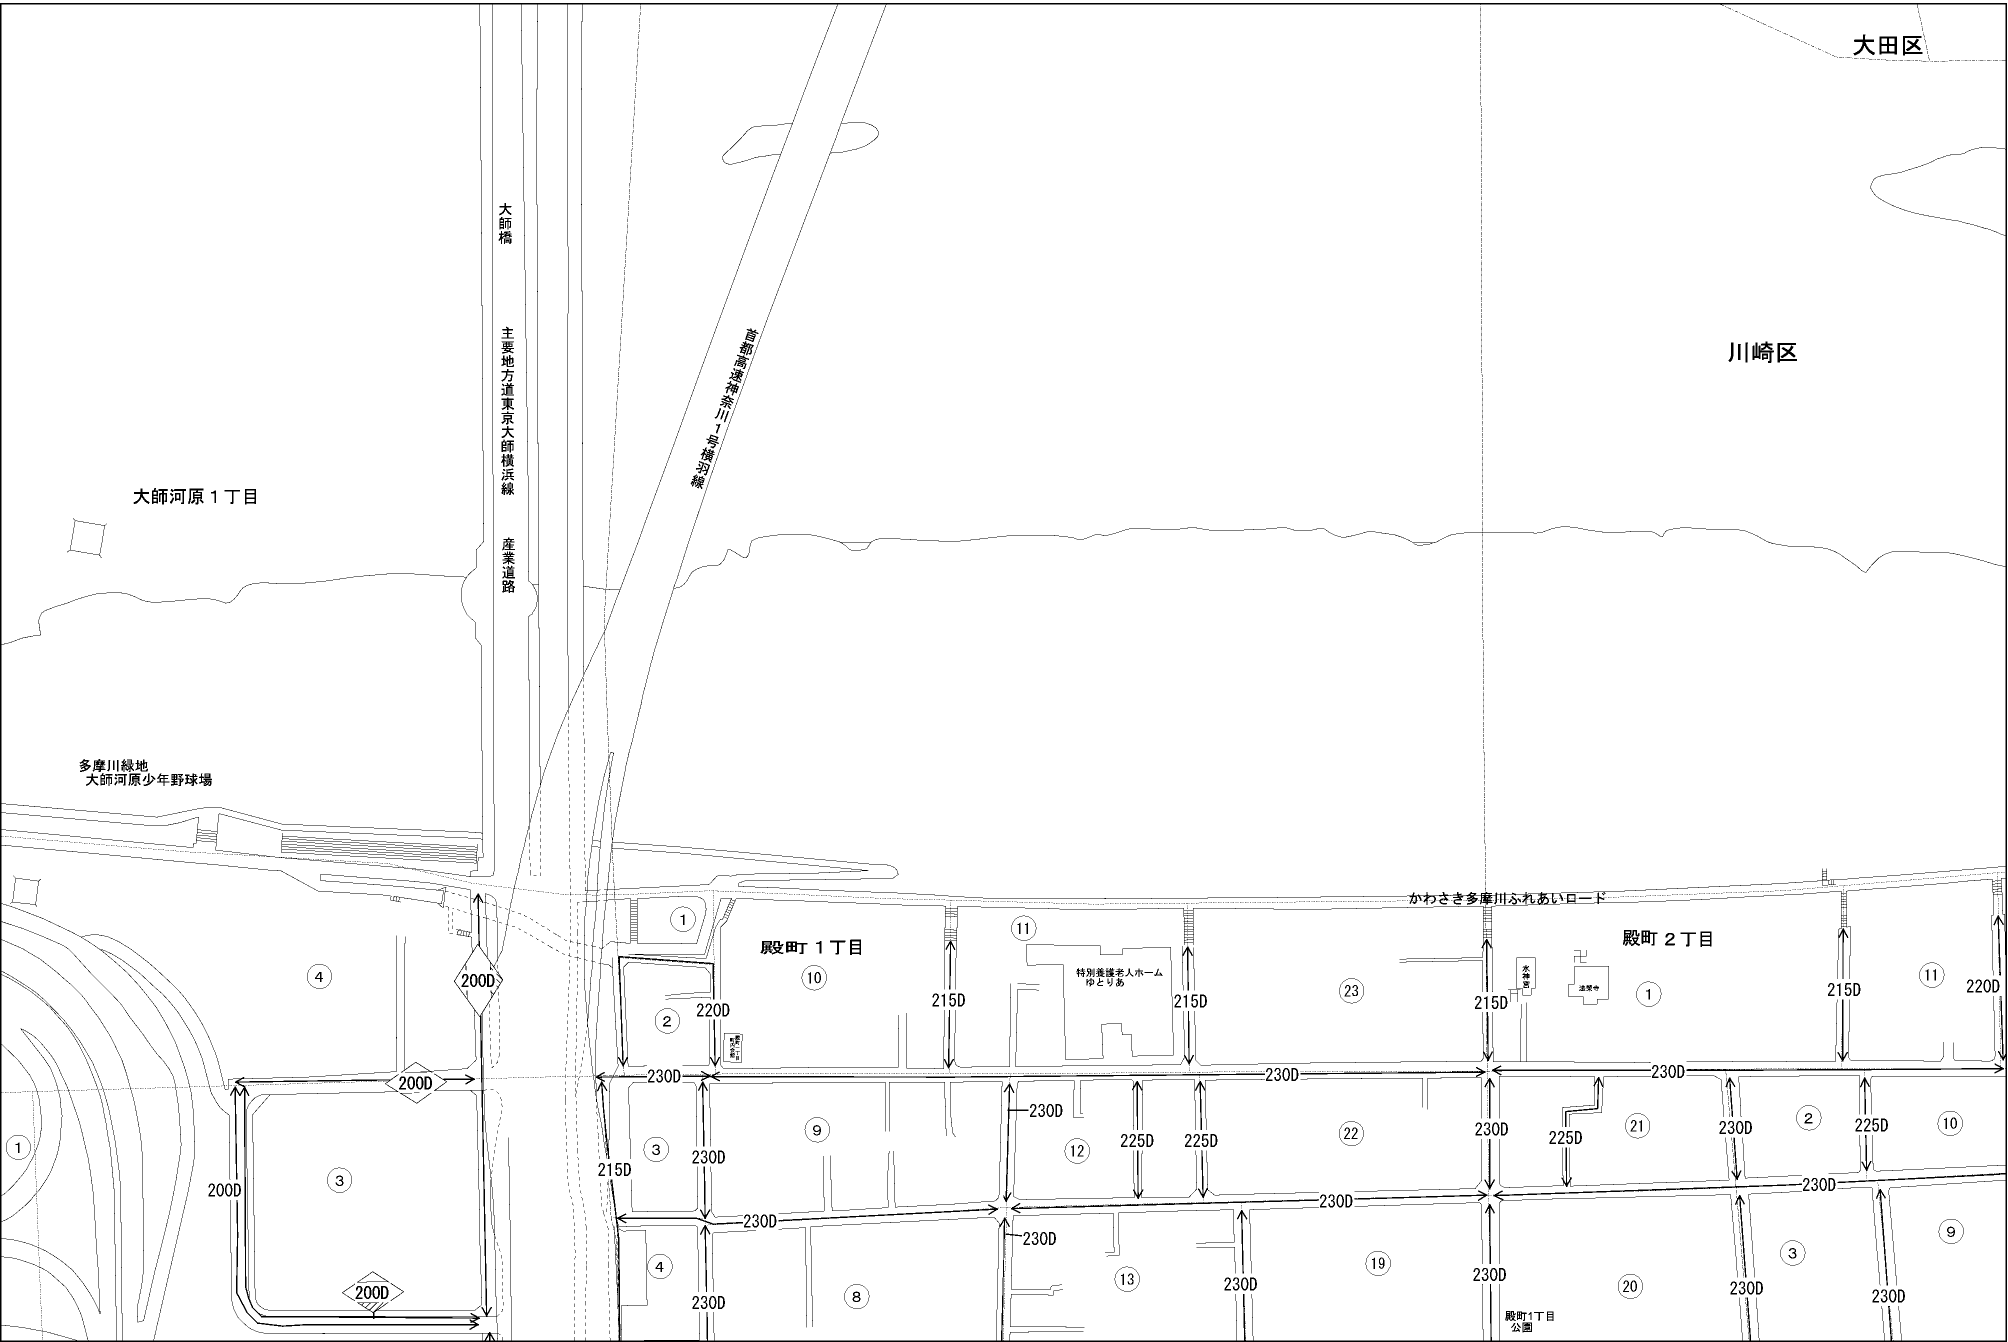 大田区
大師橋
主要地方道東京大師横浜線
産業道路
首都高速神奈川1号横羽線
川崎区
大師河原1丁目
多摩川緑地
大師河原少年野球場
かわさき多摩川ふれあいロード
①
⑪
殿町1丁目
殿町2丁目
④
200D
⑩
特別養護老人ホーム
ゆとりあ
水神宮
法栄寺
⑪
㉓
①
220D
215D
215D
215D
215D
220D
②
230D
230D
230D
200D
230D
①
③
⑨
⑫
225D
225D
㉒
230D
225D
㉑
230D
②
225D
⑩
③
230D
215D
200D
230D
230D
230D
④
230D
⑬
⑲
③
⑨
200D
230D
⑧
230D
230D
⑳
230D
230D
殿町1丁目
公園